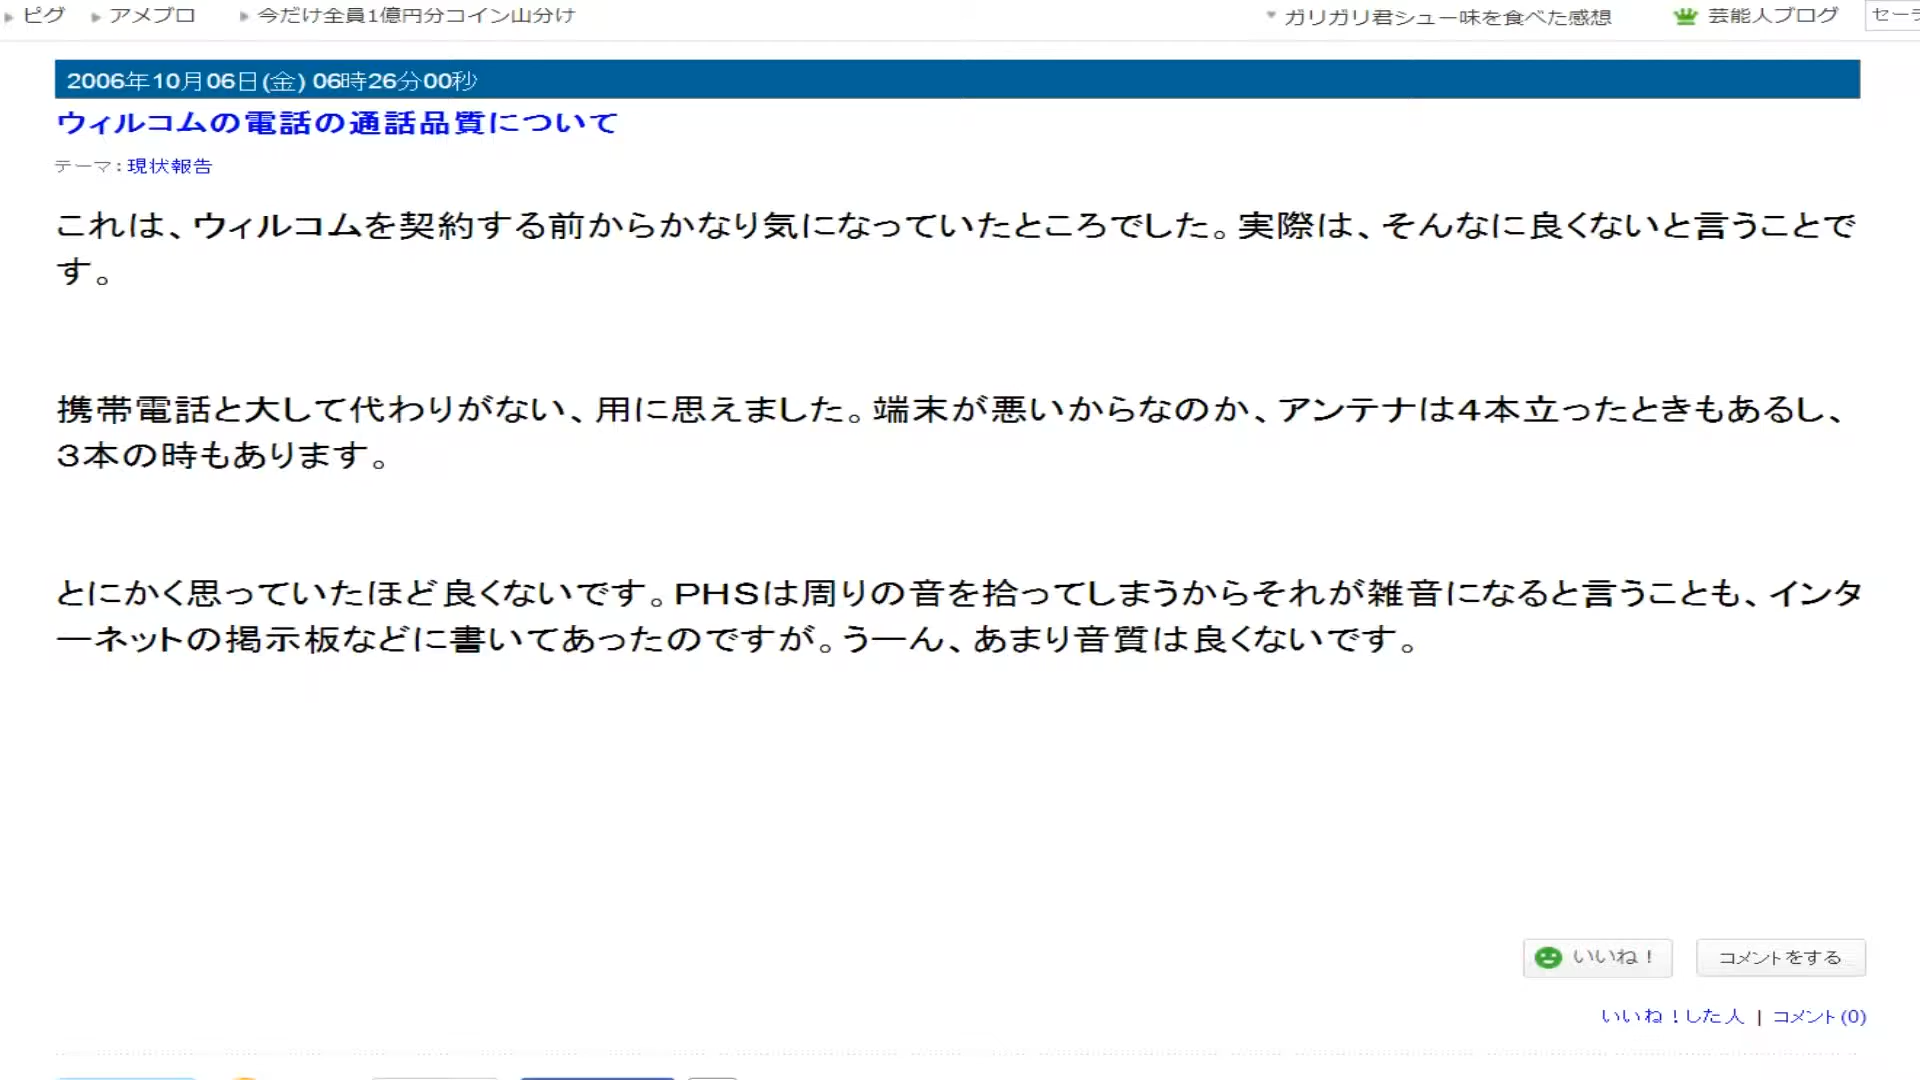 ピグ アメブロ 今だけ全員1億円分コイン山分け ガリガリ君シュー味を食べた感想 芸能人ブログ セー
2006年10月06日(金) 06時26分00秒
ウィルコムの電話の通話品質について
テーマ:現状報告
これは、ウィルコムを契約する前からかなり気になっていたところでした。実際は、そんなに良くないと言うことで
す。
携帯電話と大して代わりがない、用に思えました。端末が悪いからなのか、アンテナは4本立ったときもあるし、
3本の時もあります。
とにかく思っていたほど良くないです。PHSは周りの音を拾ってしまうからそれが雑音になると言うことも、インタ
ーネットの掲示板などに書いてあったのですが。うーん、あまり音質は良くないです。
いいね! コメントをする
いいね!した人 | コメント(0)